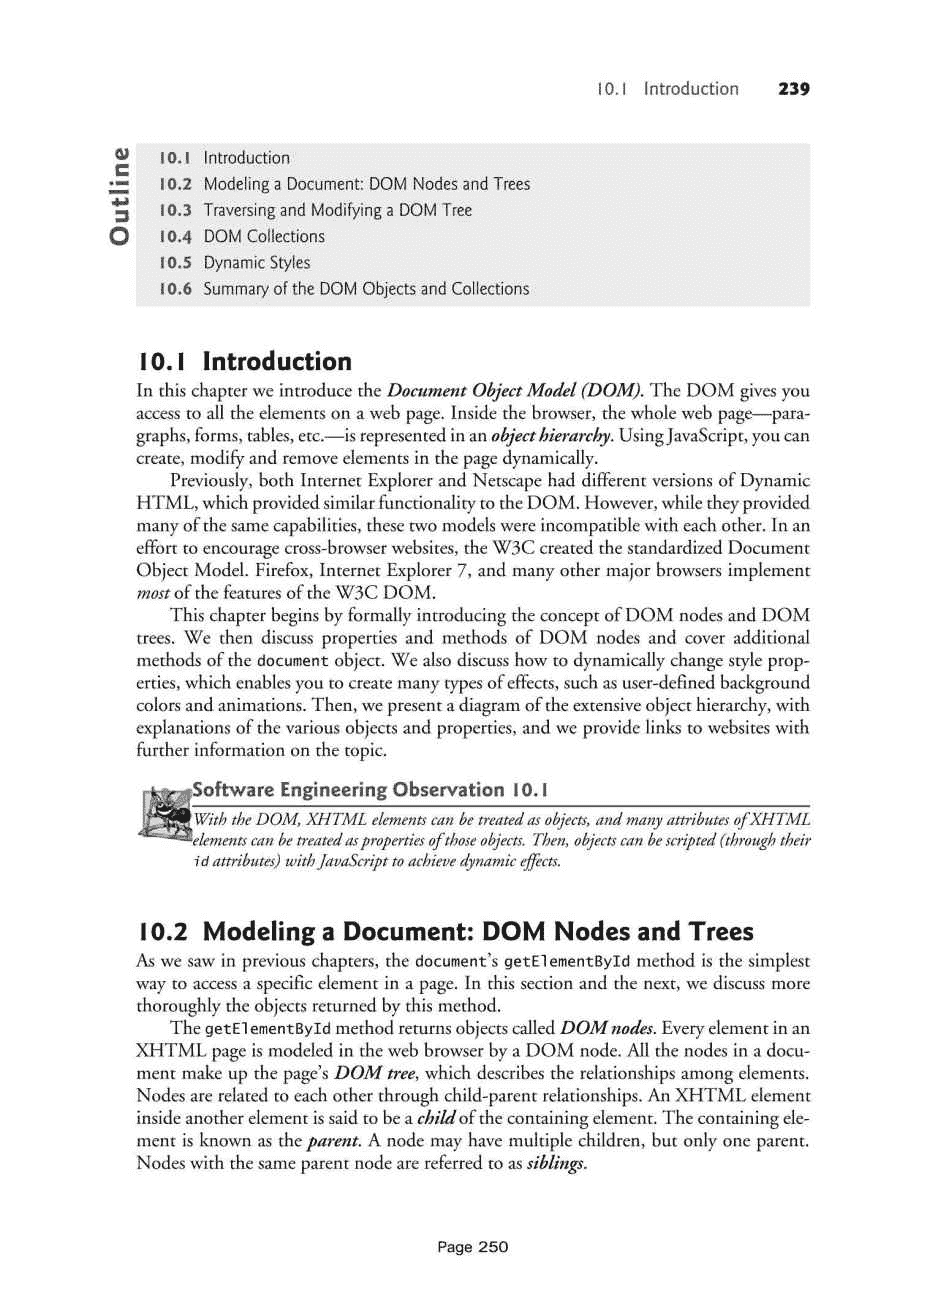 10.1 Introduction 239
Outline
10.1 Introduction
10.2 Modeling a Document: DOM Nodes and Trees
10.3 Traversing and Modifying a DOM Tree
10.4 DOM Collections
10.5 Dynamic Styles
10.6 Summary of the DOM Objects and Collections
10.1 Introduction
In this chapter we introduce the Document Object Model (DOM). The DOM gives you
access to all the elements on a web page. Inside the browser, the whole web page—para-
graphs, forms, tables, etc.—is represented in an object hierarchy. Using JavaScript, you can
create, modify and remove elements in the page dynamically.
Previously, both Internet Explorer and Netscape had different versions of Dynamic
HTML, which provided similar functionality to the DOM. However, while they provided
many of the same capabilities, these two models were incompatible with each other. In an
effort to encourage cross-browser websites, the W3C created the standardized Document
Object Model. Firefox, Internet Explorer 7, and many other major browsers implement
most of the features of the W3C DOM.
This chapter begins by formally introducing the concept of DOM nodes and DOM
trees. We then discuss properties and methods of DOM nodes and cover additional
methods of the document object. We also discuss how to dynamically change style prop-
erties, which enables you to create many types of effects, such as user-defined background
colors and animations. Then, we present a diagram of the extensive object hierarchy, with
explanations of the various objects and properties, and we provide links to websites with
further information on the topic.
Software Engineering Observation 10.1
With the DOM, XHTML elements can be treated as objects, and many attributes of XHTML
elements can be treated as properties of those objects. Then, objects can be scripted (through their
id attributes) with JavaScript to achieve dynamic effects.
10.2 Modeling a Document: DOM Nodes and Trees
As we saw in previous chapters, the document's getElementById method is the simplest
way to access a specific element in a page. In this section and the next, we discuss more
thoroughly the objects returned by this method.
The getElementById method returns objects called DOM nodes. Every element in an
XHTML page is modeled in the web browser by a DOM node. All the nodes in a docu-
ment make up the page's DOM tree, which describes the relationships among elements.
Nodes are related to each other through child-parent relationships. An XHTML element
inside another element is said to be a child of the containing element. The containing ele-
ment is known as the parent. A node may have multiple children, but only one parent.
Nodes with the same parent node are referred to as siblings.
Page 250